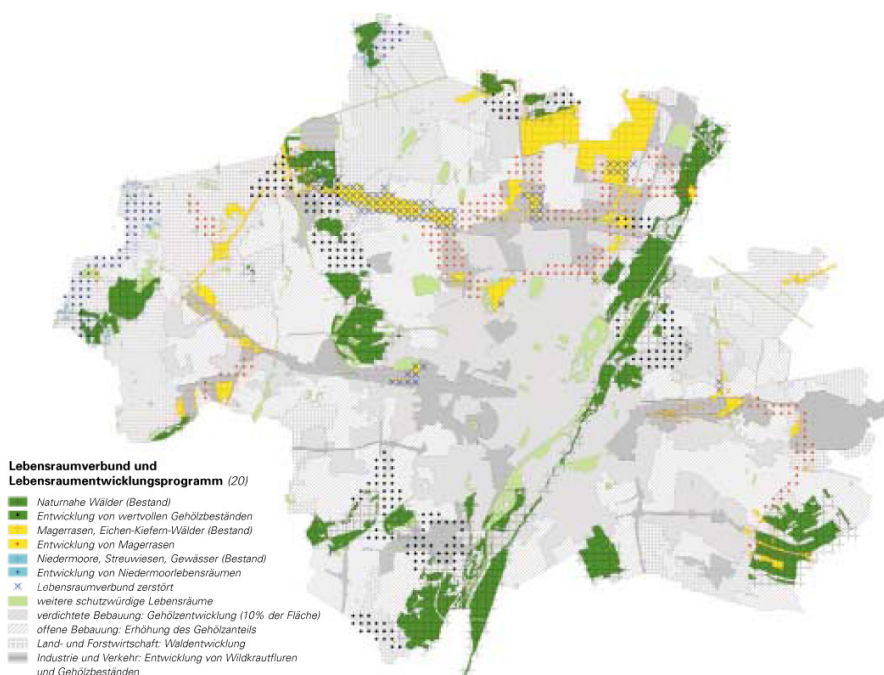 Lebensraumverbund und
Lebensraumentwicklungsprogramm (20)
Naturnahe Wälder (Bestand)
Entwicklung von wertvollen Gehölzbeständen
Magerrasen, Eichen-Kiefern-Wälder (Bestand)
Entwicklung von Magerrasen
Niedermoore, Streuwiesen, Gewässer (Bestand)
Entwicklung von Niedermoorlebensräumen
Lebensraumverbund zerstört
weitere schutzwürdige Lebensräume
verdichtete Bebauung: Gehölzentwicklung (10% der Fläche)
offene Bebauung: Erhöhung des Gehölzanteils
Land- und Forstwirtschaft: Waldentwicklung
Industrie und Verkehr: Entwicklung von Wildkrautfluren
und Gehölzbeständen